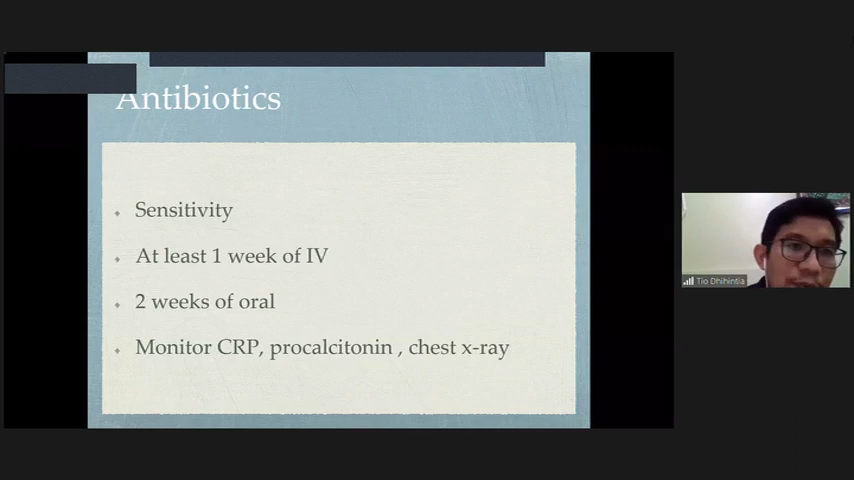 Antibiotics
Sensitivity
At least 1 week of IV
2 weeks of oral
Monitor CRP, procalcitonin , chest x-ray
Tio Dhihintia